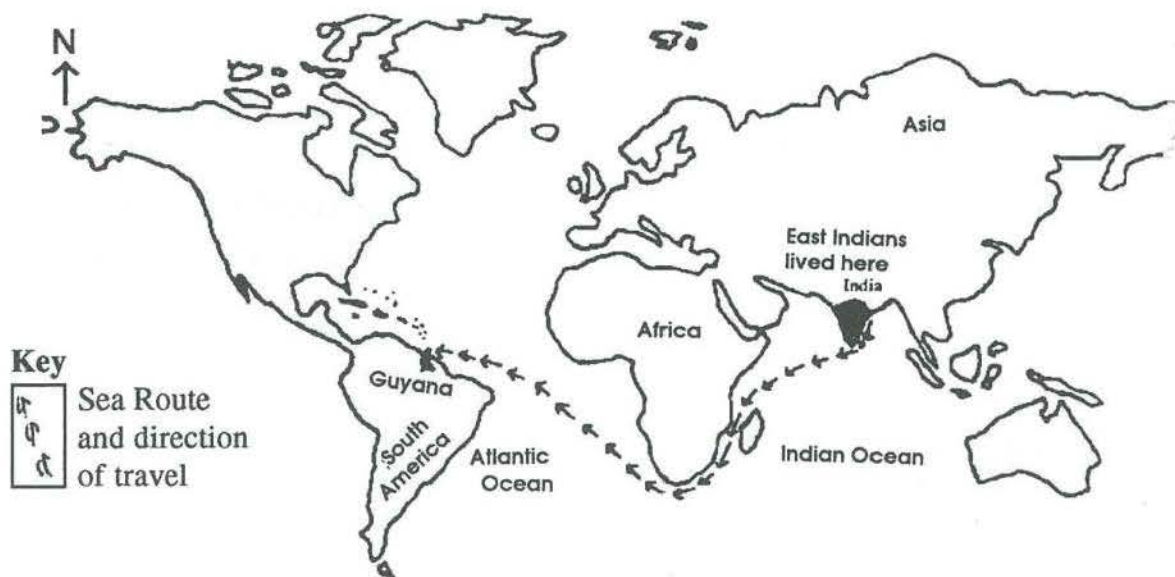 N
Asia
East Indians
lived here
India
Africa
Key
Sea Route
and direction
of travel
Guyana
South
America
Atlantic
Ocean
Indian Ocean